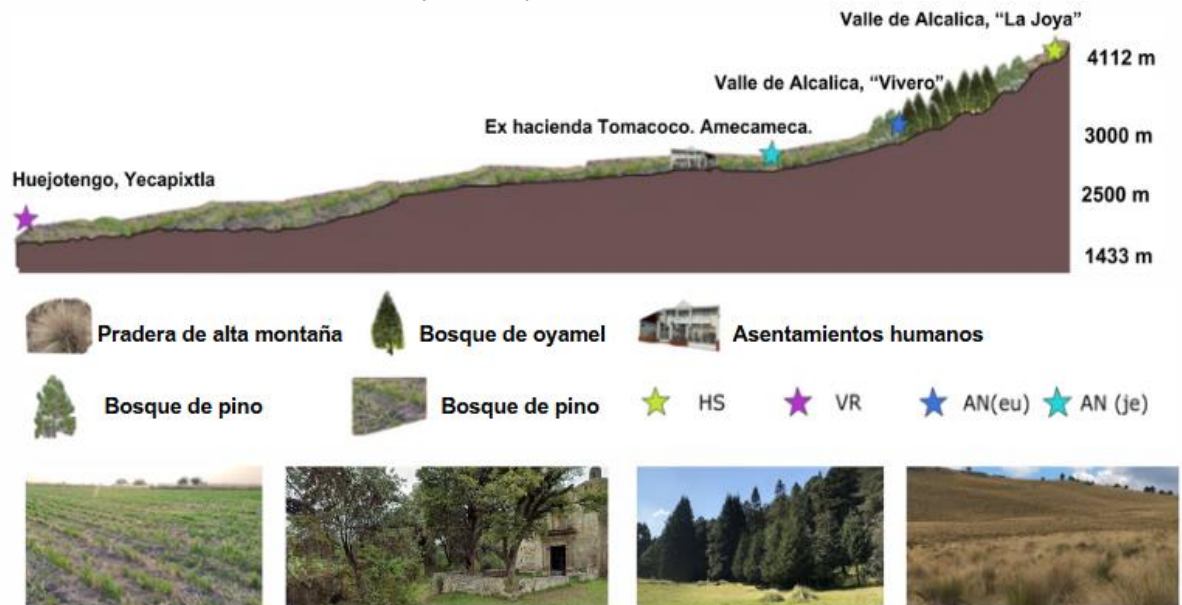 Valle de Alcalica, “La Joya”
4112 m
Valle de Alcalica, “Vivero”
3000 m
Ex hacienda Tomacoco. Amecameca.
Huejotengo, Yecapixtla
2500 m
1433 m
Pradera de alta montaña
Bosque de oyamel
Asentamientos humanos
Bosque de pino
Bosque de pino
HS
VR
AN(eu)
AN (je)